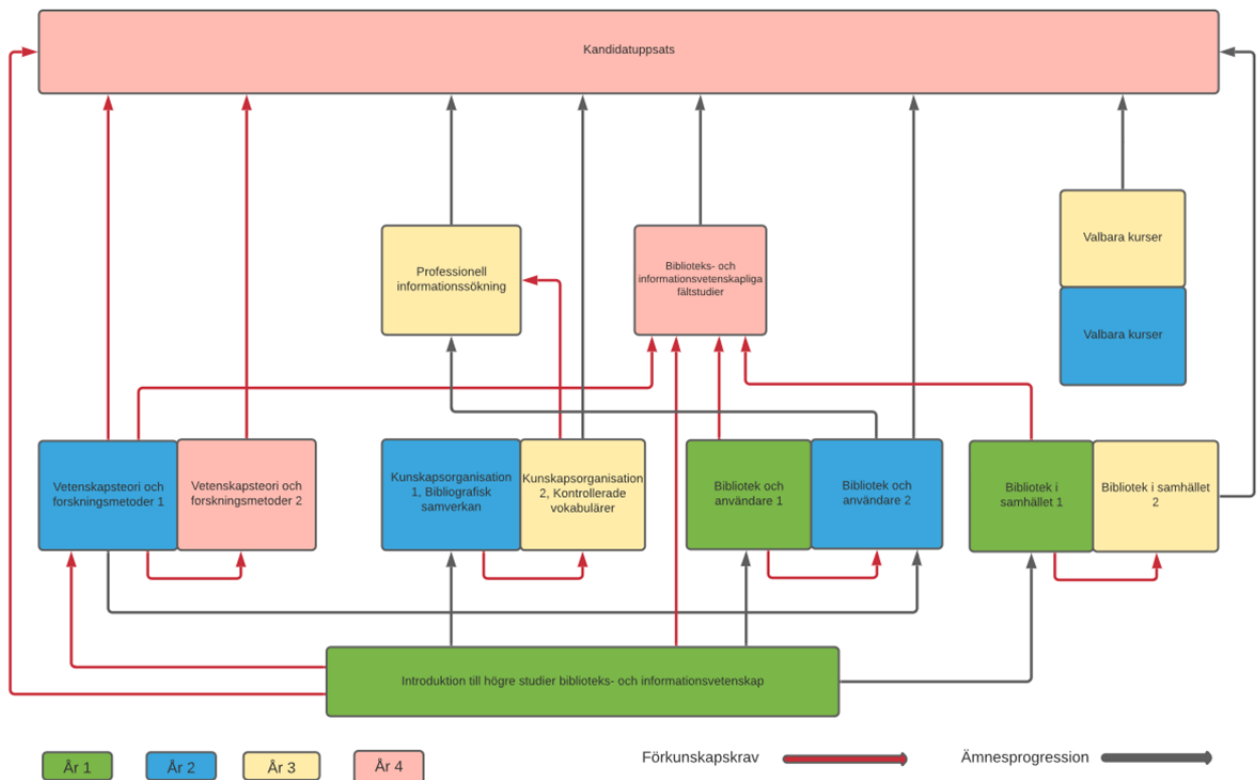 Kandidatuppsats
Professionell
informationssökning
Biblioteks- och
informationsvetenskapliga
fältstudier
Valbara kurser
Valbara kurser
Vetenskapsteori och
forskningsmetoder 1
Vetenskapsteori och
forskningsmetoder 2
Kunskapsorganisation
1, Bibliografisk
samverkan
Kunskapsorganisation
2, Kontrollerade
vokabulärer
Bibliotek och
användare 1
Bibliotek och
användare 2
Bibliotek i
samhället 1
Bibliotek i samhället
2
Introduktion till högre studier biblioteks- och informationsvetenskap
År 1
År 2
År 3
År 4
Förkunskapskrav
Ämnesprogression